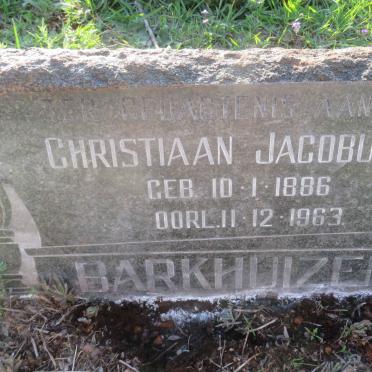 TER GEDAGTENIS AAN
CHRISTIAAN JACOBU
GEB. 10·1·1886
OORL. 11·12·1963
BARKHUIZE